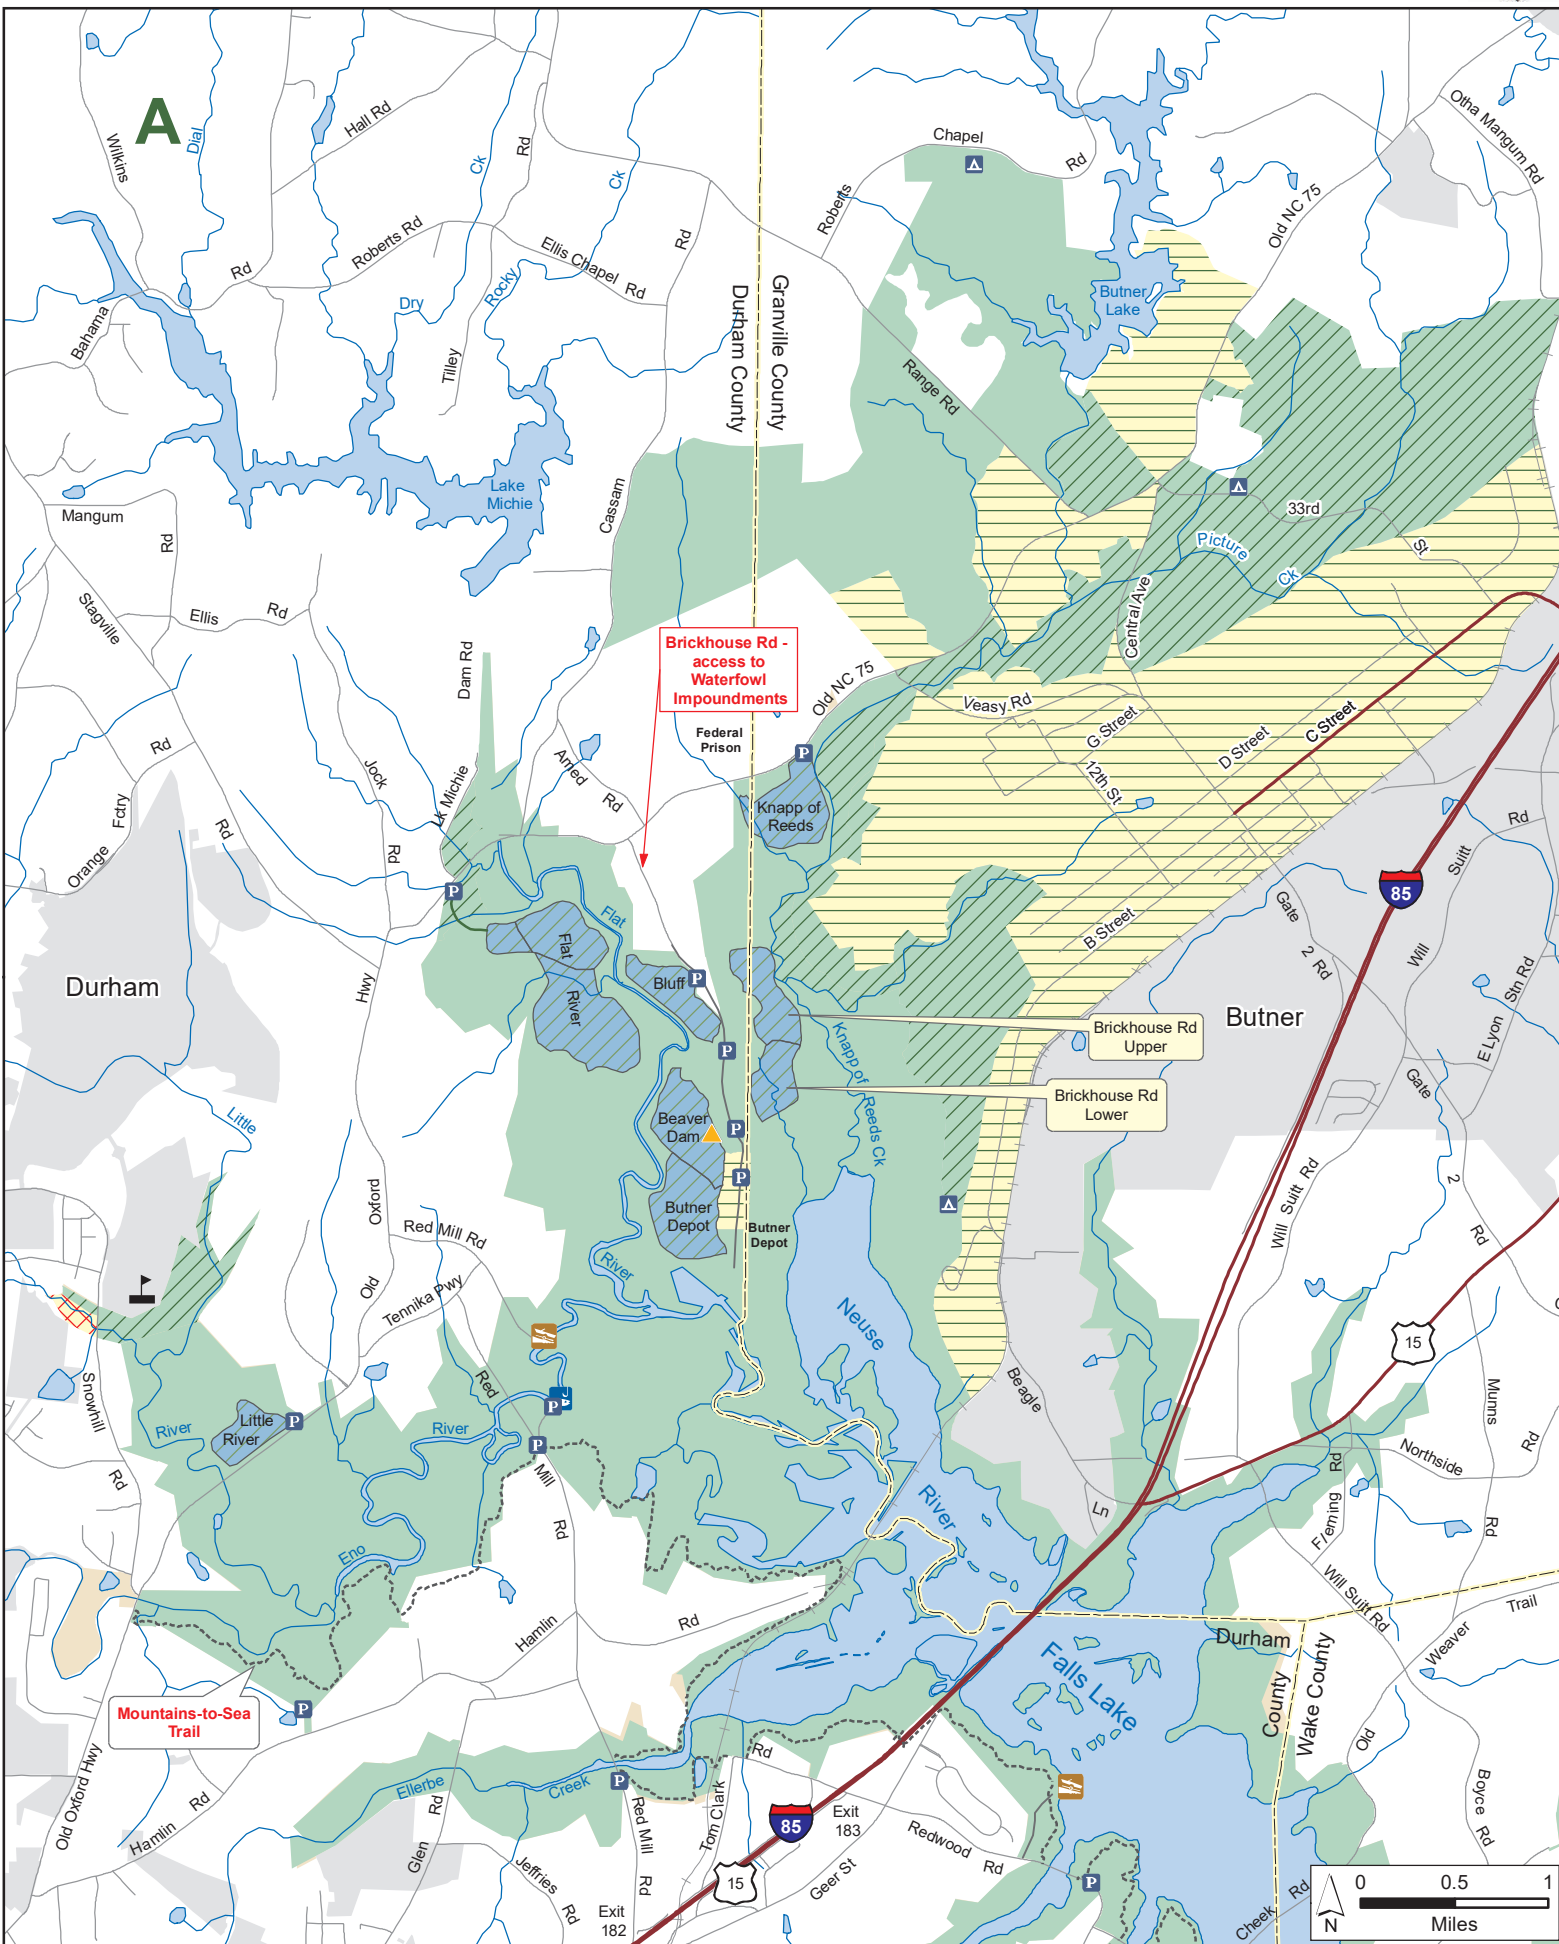 A
Wilkins
Dial
Hall Rd
Ck
Rd
Ck
Chapel
Rd
Otha Mangum Rd
Roberts
Old NC 75
Roberts Rd
Rd
Ellis Chapel Rd
Rd
Rocky
Dry
Bahama
Tilley
Durham County
Granville County
Butner
Lake
Range Rd
Lake
Michie
Cassam
Mangum
Rd
33rd
St
Picture
Ck
Stagville
Ellis Rd
Central Ave
Dam Rd
Brickhouse Rd -
access to
Waterfowl
Impoundments
Old NC 75
Veasy Rd
Federal
Prison
G Street
D Street
C Street
12th St
Rd
Jock
Amed
Rd
Lk Michie
Fctry
Orange
Rd
Rd
Knapp of
Reeds
P
Rd
Suitt
85
P
Flat
Gate
2 Rd
B Street
Will
Flat
River
Bluff
P
Durham
Hwy
Butner
E Lyon Stn Rd
Brickhouse Rd
Upper
P
Knapp of Reeds Ck
Gate
Brickhouse Rd
Lower
Little
Beaver
Dam
P
P
2
Rd
Will Suitt Rd
Oxford
Red Mill Rd
Butner
Depot
Butner
Depot
River
Old
Tennika Pwy
Neuse
15
Snowhill
Rd
Red
Beagle
Munns
Rd
P
Little
River
P
River
River
P
Mill
Rd
Northside
Rd
Fleming
Rd
River
Ln
Eno
Will Suitt Rd
Trail
Weaver
Hamlin
Rd
Durham
County
Wake County
Falls Lake
Mountains-to-Sea
Trail
P
Old
Rd
Old Oxford Hwy
Ellerbe
Creek
P
Boyce Rd
Hamlin
Rd
Glen
Rd
Red Mill
Rd
Tom Clark
85
Exit
183
Redwood
Rd
Jeffries
Rd
15
Geer St
P
Exit
182
Cheek
Rd
N
0 0.5 1
Miles